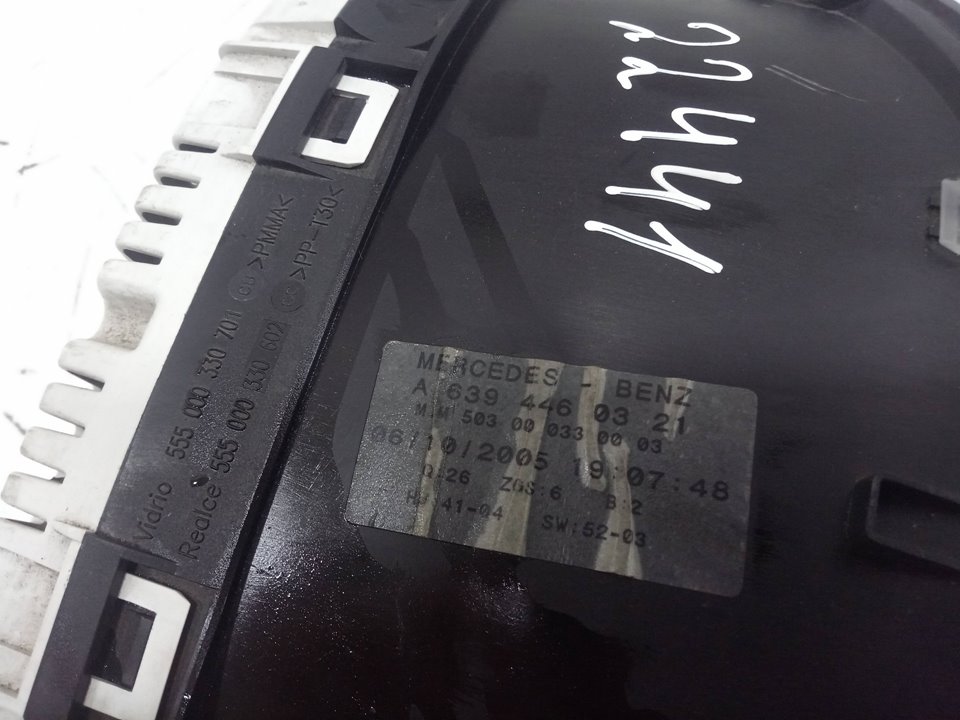 22441
Vidrio 555 000 330 701 >PMMA<
Realce 555 000 330 602 >PP-T30<
MERCEDES - BENZ
A 639 446 03 21
M.M 503 00 033 00 03
06/10/2005 19:07:48
Q:26 ZGS:6 B:2
HW:41-04 SW:52-03